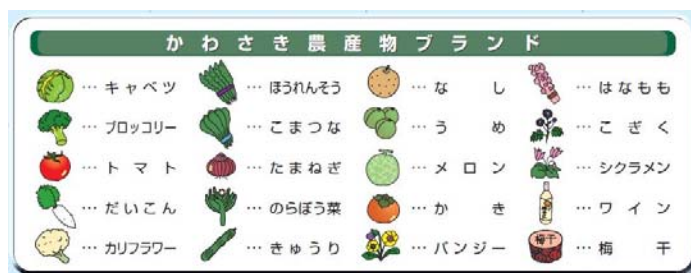 かわさき農産物ブランド
…キャベツ …ほうれんそう …なし …はなもも
…ブロッコリー …こまつな …うめ …こぎく
…トマト …たまねぎ …メロン …シクラメン
…だいこん …のらぼう菜 …かき …ワイン
…カリフラワー …きゅうり …パンジー 梅干 …梅干